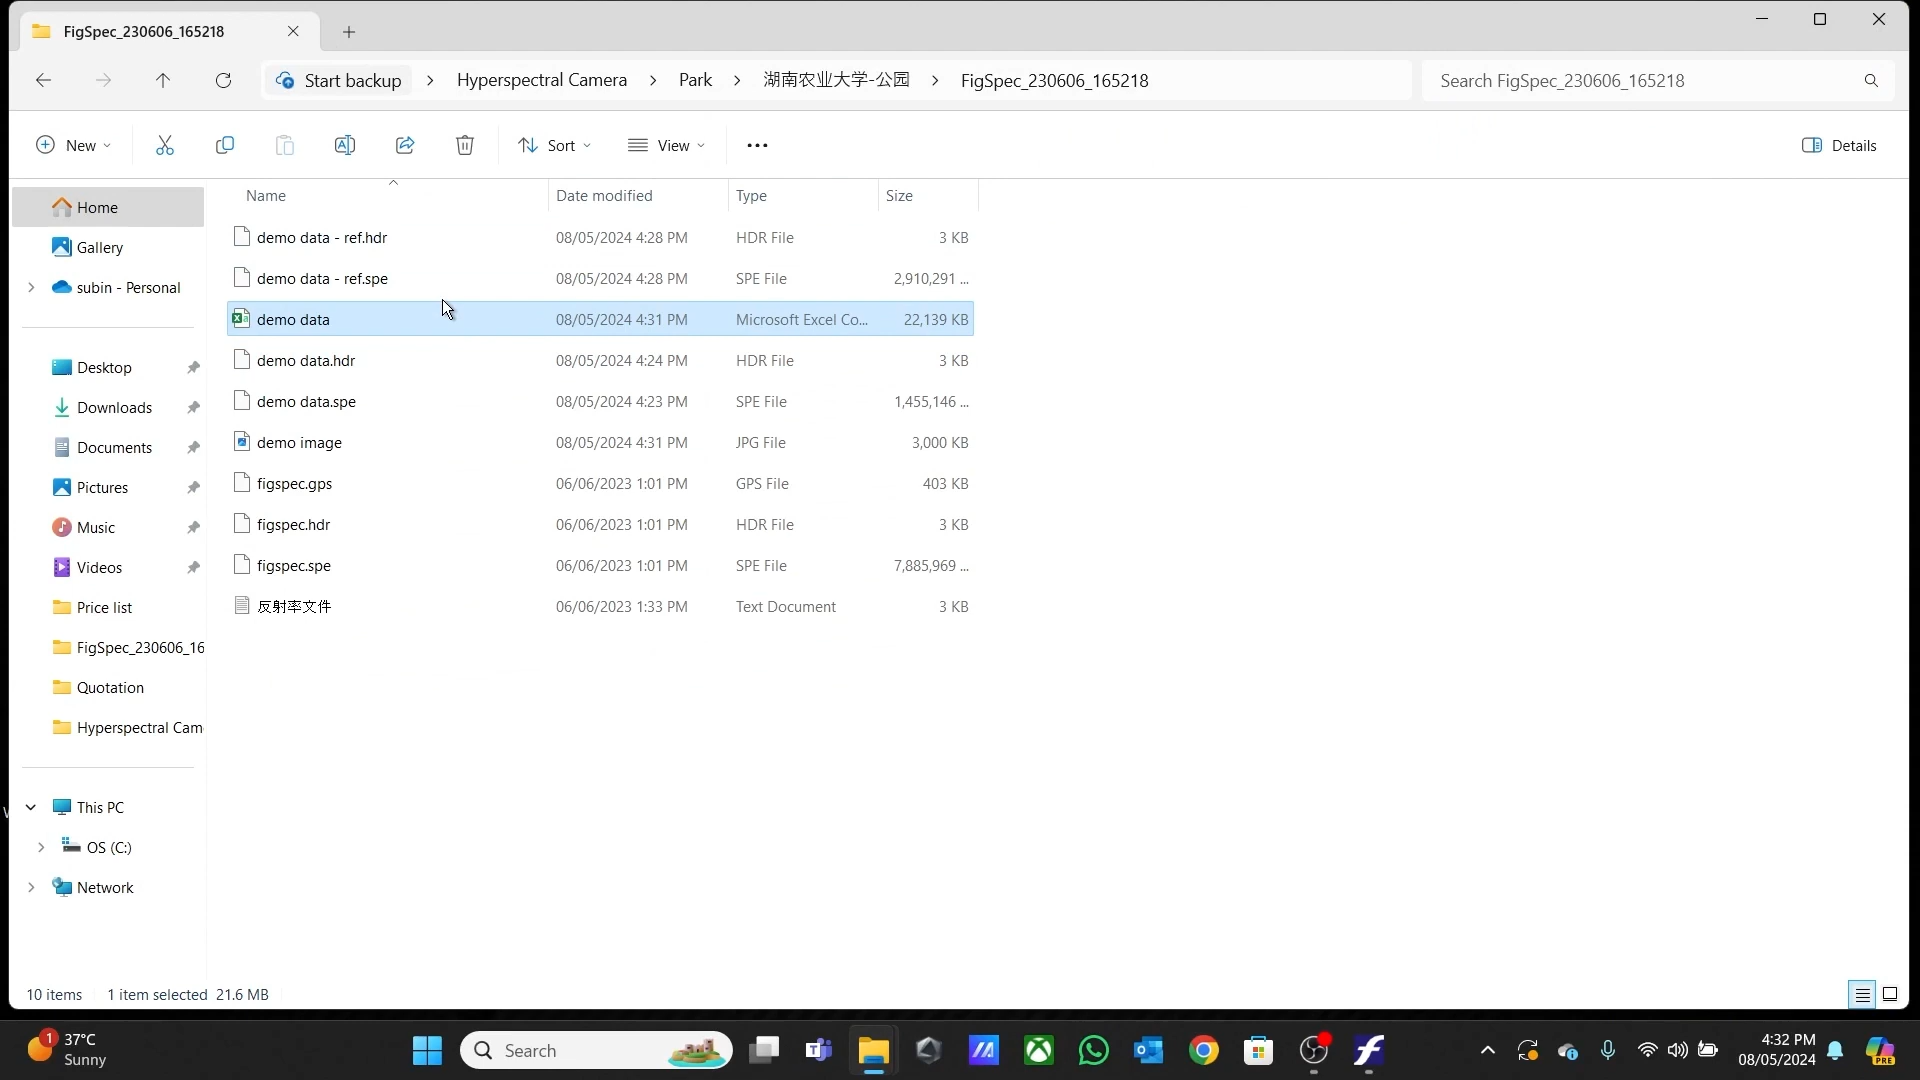 FigSpec_230606_165218
Start backup > Hyperspectral Camera > Park > 湖南农业大学-公园 > FigSpec_230606_165218
Search FigSpec_230606_165218
New
Sort
View
Details
Name Date modified Type Size
demo data - ref.hdr 08/05/2024 4:28 PM HDR File 3 KB
demo data - ref.spe 08/05/2024 4:28 PM SPE File 2,910,291 ...
demo data 08/05/2024 4:31 PM Microsoft Excel Co... 22,139 KB
demo data.hdr 08/05/2024 4:24 PM HDR File 3 KB
demo data.spe 08/05/2024 4:23 PM SPE File 1,455,146 ...
demo image 08/05/2024 4:31 PM JPG File 3,000 KB
figspec.gps 06/06/2023 1:01 PM GPS File 403 KB
figspec.hdr 06/06/2023 1:01 PM HDR File 3 KB
figspec.spe 06/06/2023 1:01 PM SPE File 7,885,969 ...
反射率文件 06/06/2023 1:33 PM Text Document 3 KB
Home
Gallery
subin - Personal
Desktop
Downloads
Documents
Pictures
Music
Videos
Price list
FigSpec_230606_16
Quotation
Hyperspectral Cam
This PC
OS (C:)
Network
10 items 1 item selected 21.6 MB
1
37°C
Sunny
Search
4:32 PM
08/05/2024
PRE